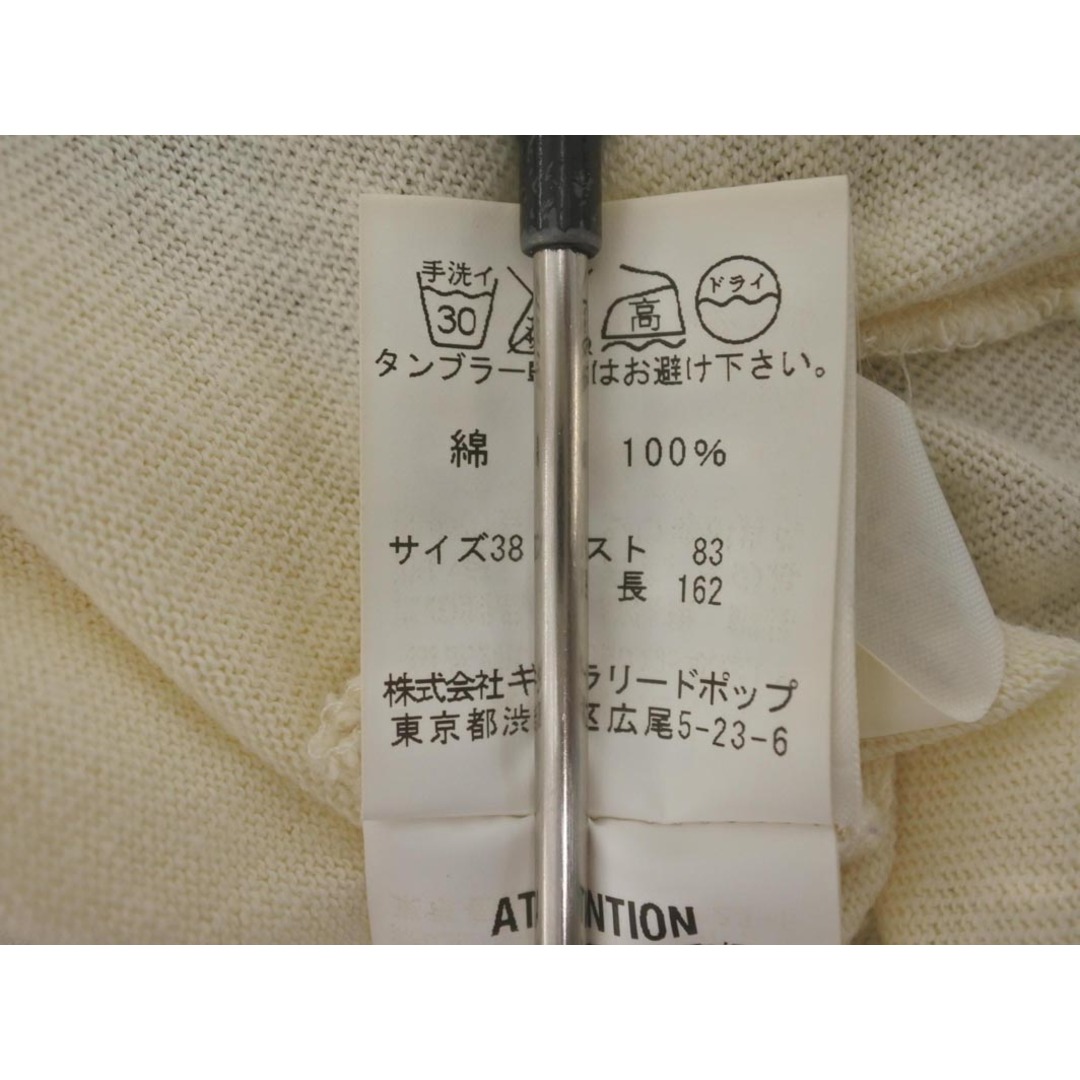 手洗イ
30
高
ドライ
タンブラー はお避け下さい。
綿 100%
サイズ38 スト 83
長 162
株式会社キ ラリードポップ
東京都渋 区広尾5-23-6
AT NTION